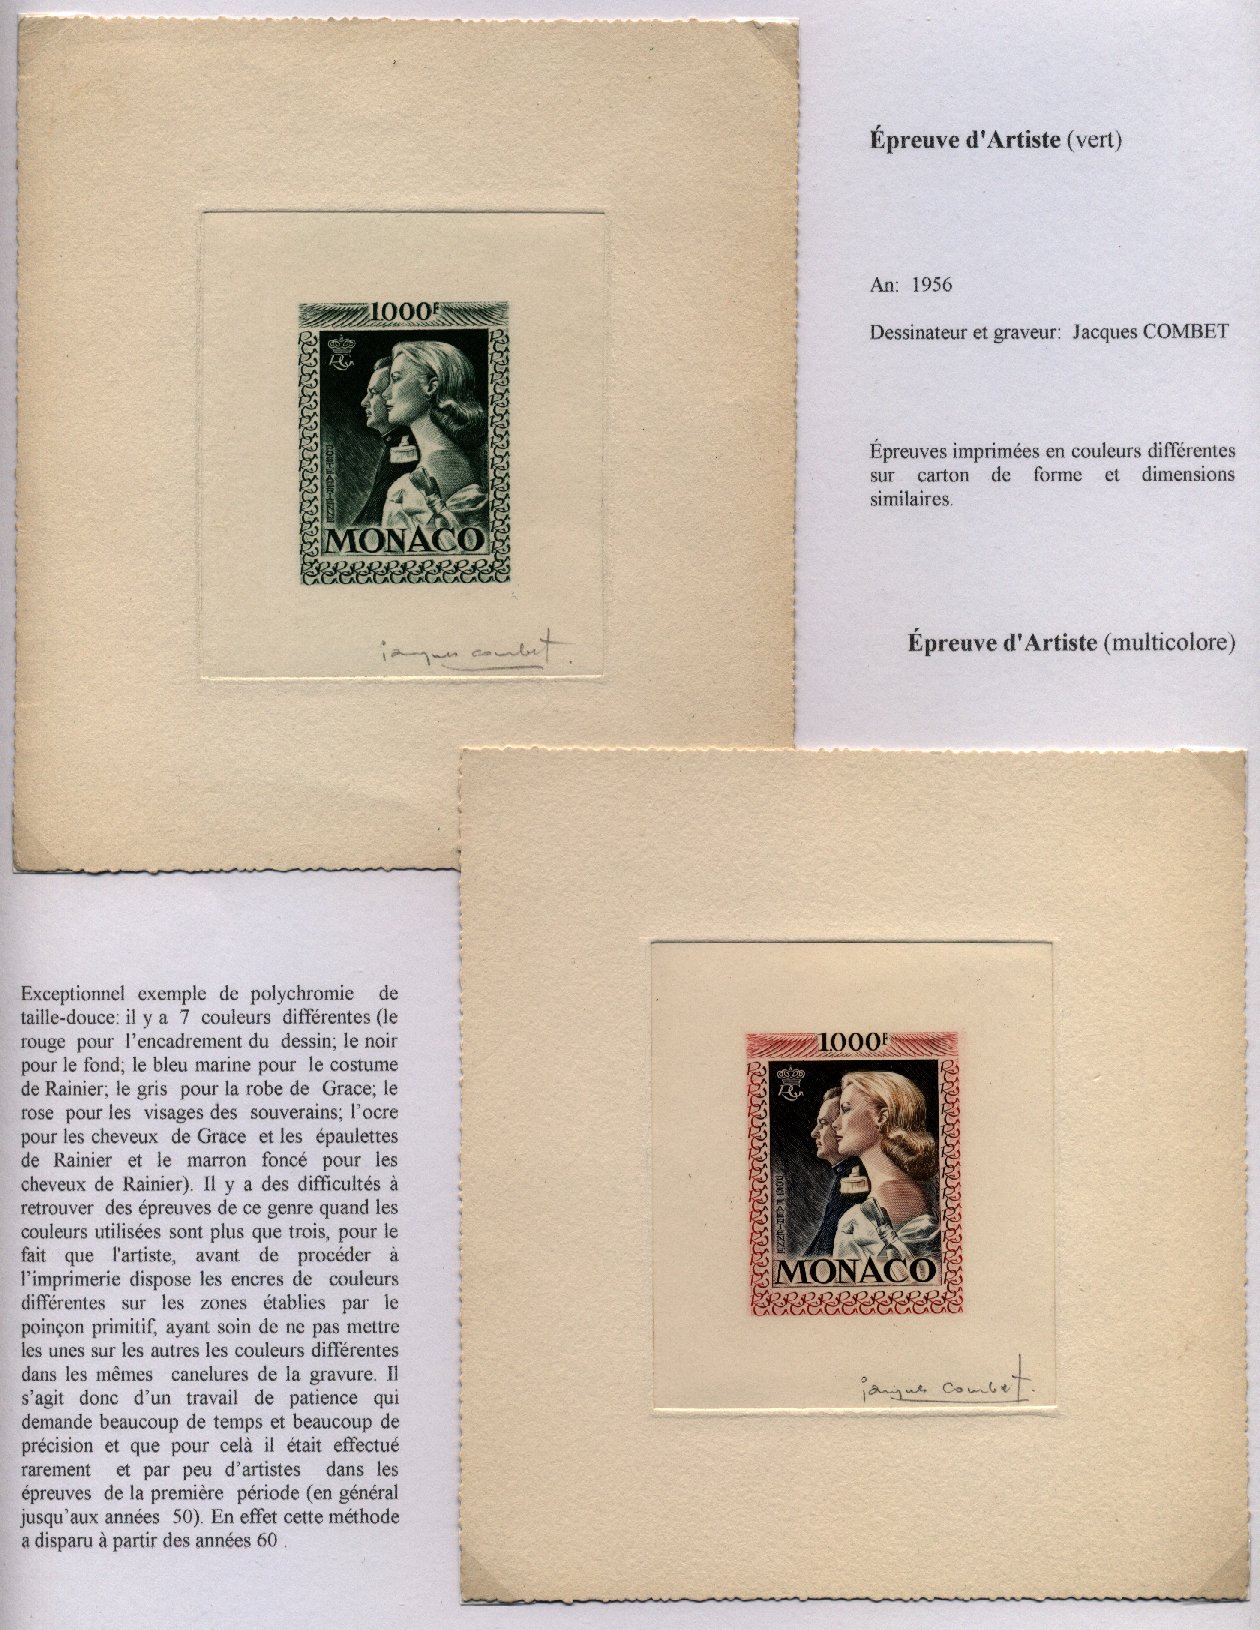 Épreuve d'Artiste (vert)
An: 1956
Dessinateur et graveur: Jacques COMBET
Épreuves imprimées en couleurs différentes
sur carton de forme et dimensions
similaires.
Épreuve d'Artiste (multicolore)
1000F
MONACO
jacques combet
1000F
MONACO
jacques combet
Exceptionnel exemple de polychromie de
taille-douce: il y a 7 couleurs différentes (le
rouge pour l'encadrement du dessin; le noir
pour le fond; le bleu marine pour le costume
de Rainier; le gris pour la robe de Grace; le
rose pour les visages des souverains; l'ocre
pour les cheveux de Grace et les épaulettes
de Rainier et le marron foncé pour les
cheveux de Rainier). Il y a des difficultés à
retrouver des épreuves de ce genre quand les
couleurs utilisées sont plus que trois, pour le
fait que l'artiste, avant de procéder à
l'imprimerie dispose les encres de couleurs
différentes sur les zones établies par le
poinçon primitif, ayant soin de ne pas mettre
les unes sur les autres les couleurs différentes
dans les mêmes canelures de la gravure. Il
s'agit donc d'un travail de patience qui
demande beaucoup de temps et beaucoup de
précision et que pour celà il était effectué
rarement et par peu d'artistes dans les
épreuves de la première période (en général
jusqu'aux années 50). En effet cette méthode
a disparu à partir des années 60 .